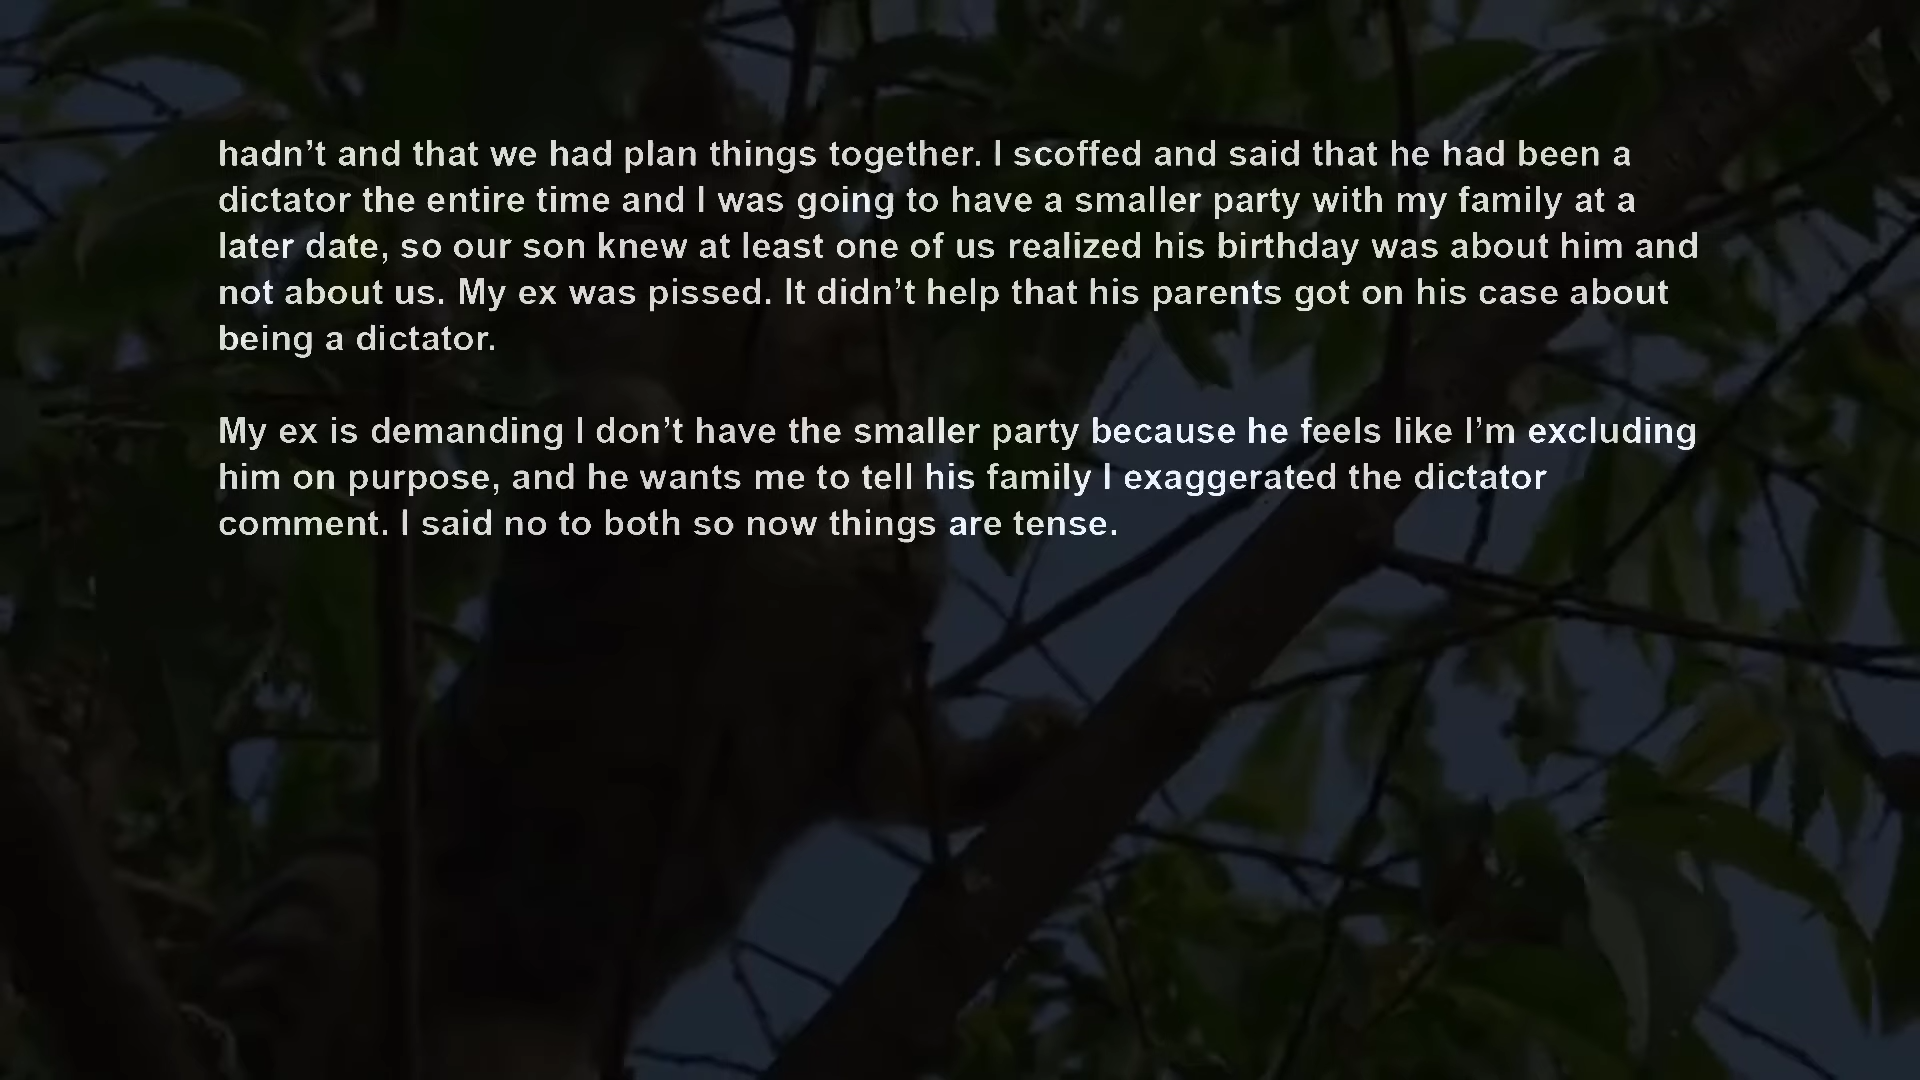 hadn’t and that we had plan things together. I scoffed and said that he had been a
dictator the entire time and I was going to have a smaller party with my family at a
later date, so our son knew at least one of us realized his birthday was about him and
not about us. My ex was pissed. It didn’t help that his parents got on his case about
being a dictator.
My ex is demanding I don’t have the smaller party because he feels like I’m excluding
him on purpose, and he wants me to tell his family I exaggerated the dictator
comment. I said no to both so now things are tense.